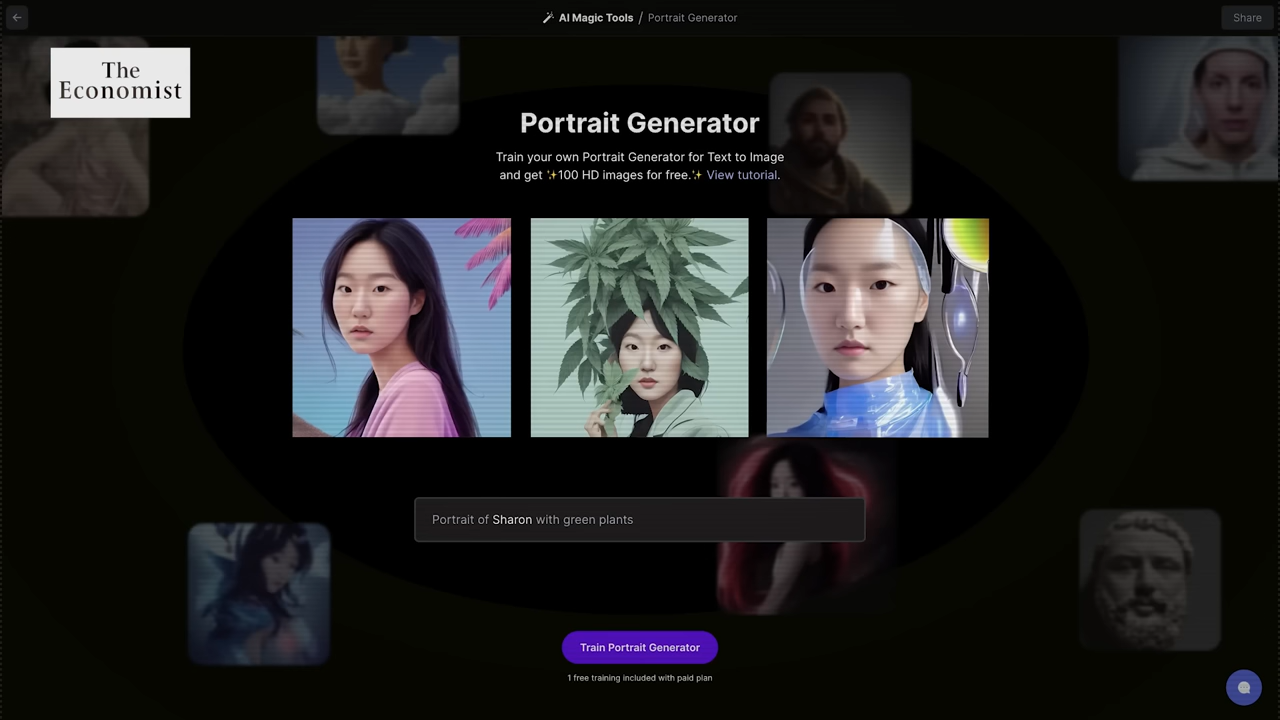 AI Magic Tools / Portrait Generator
Share
The
Economist
Portrait Generator
Train your own Portrait Generator for Text to Image
and get ✨100 HD images for free.✨ View tutorial.
Portrait of Sharon with green plants
Train Portrait Generator
1 free training included with paid plan